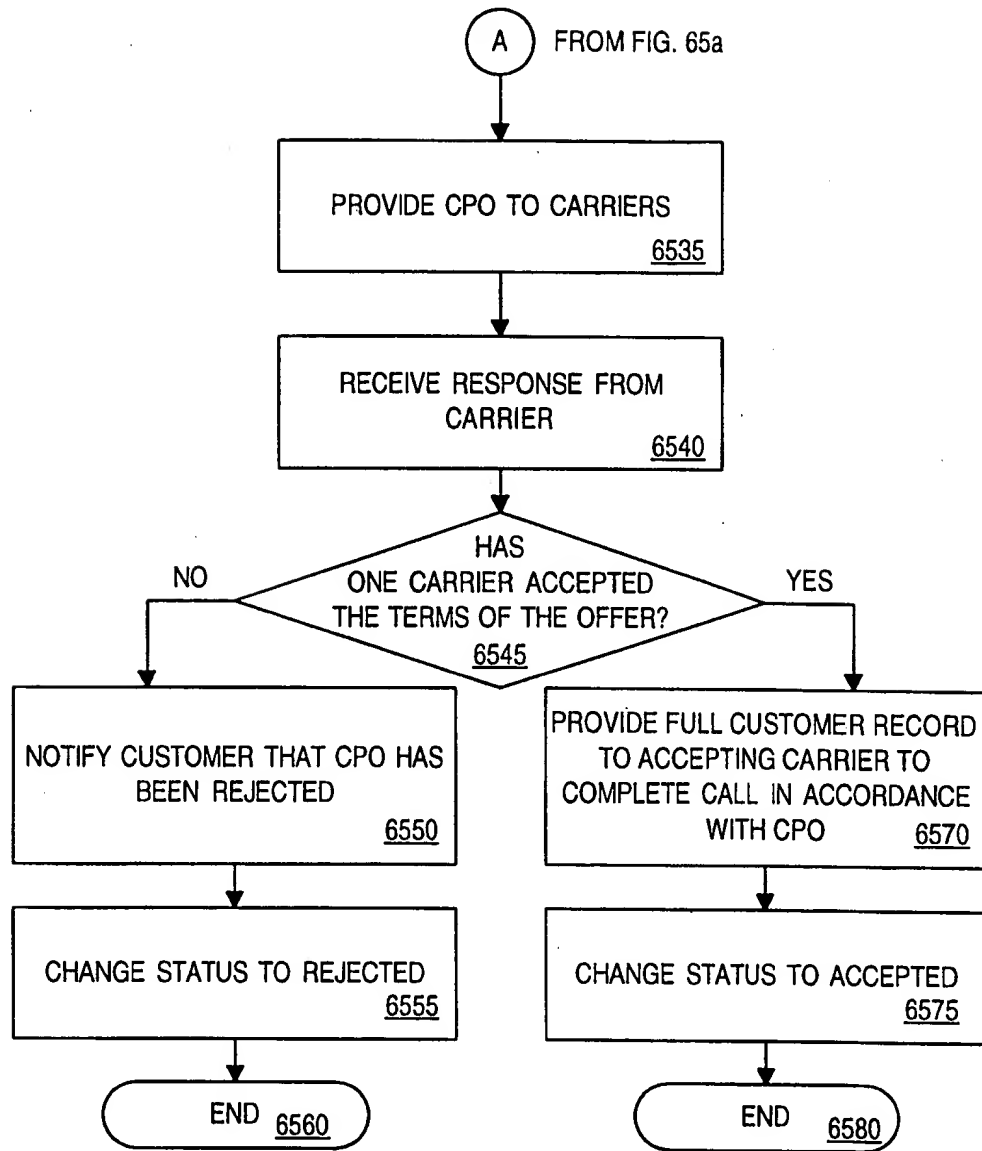 A FROM FIG. 65a
PROVIDE CPO TO CARRIERS
6535
RECEIVE RESPONSE FROM
CARRIER
6540
HAS
ONE CARRIER ACCEPTED
THE TERMS OF THE OFFER?
6545
NO
YES
NOTIFY CUSTOMER THAT CPO HAS
BEEN REJECTED
6550
PROVIDE FULL CUSTOMER RECORD
TO ACCEPTING CARRIER TO
COMPLETE CALL IN ACCORDANCE
WITH CPO 6570
CHANGE STATUS TO REJECTED
6555
CHANGE STATUS TO ACCEPTED
6575
END 6560
END 6580